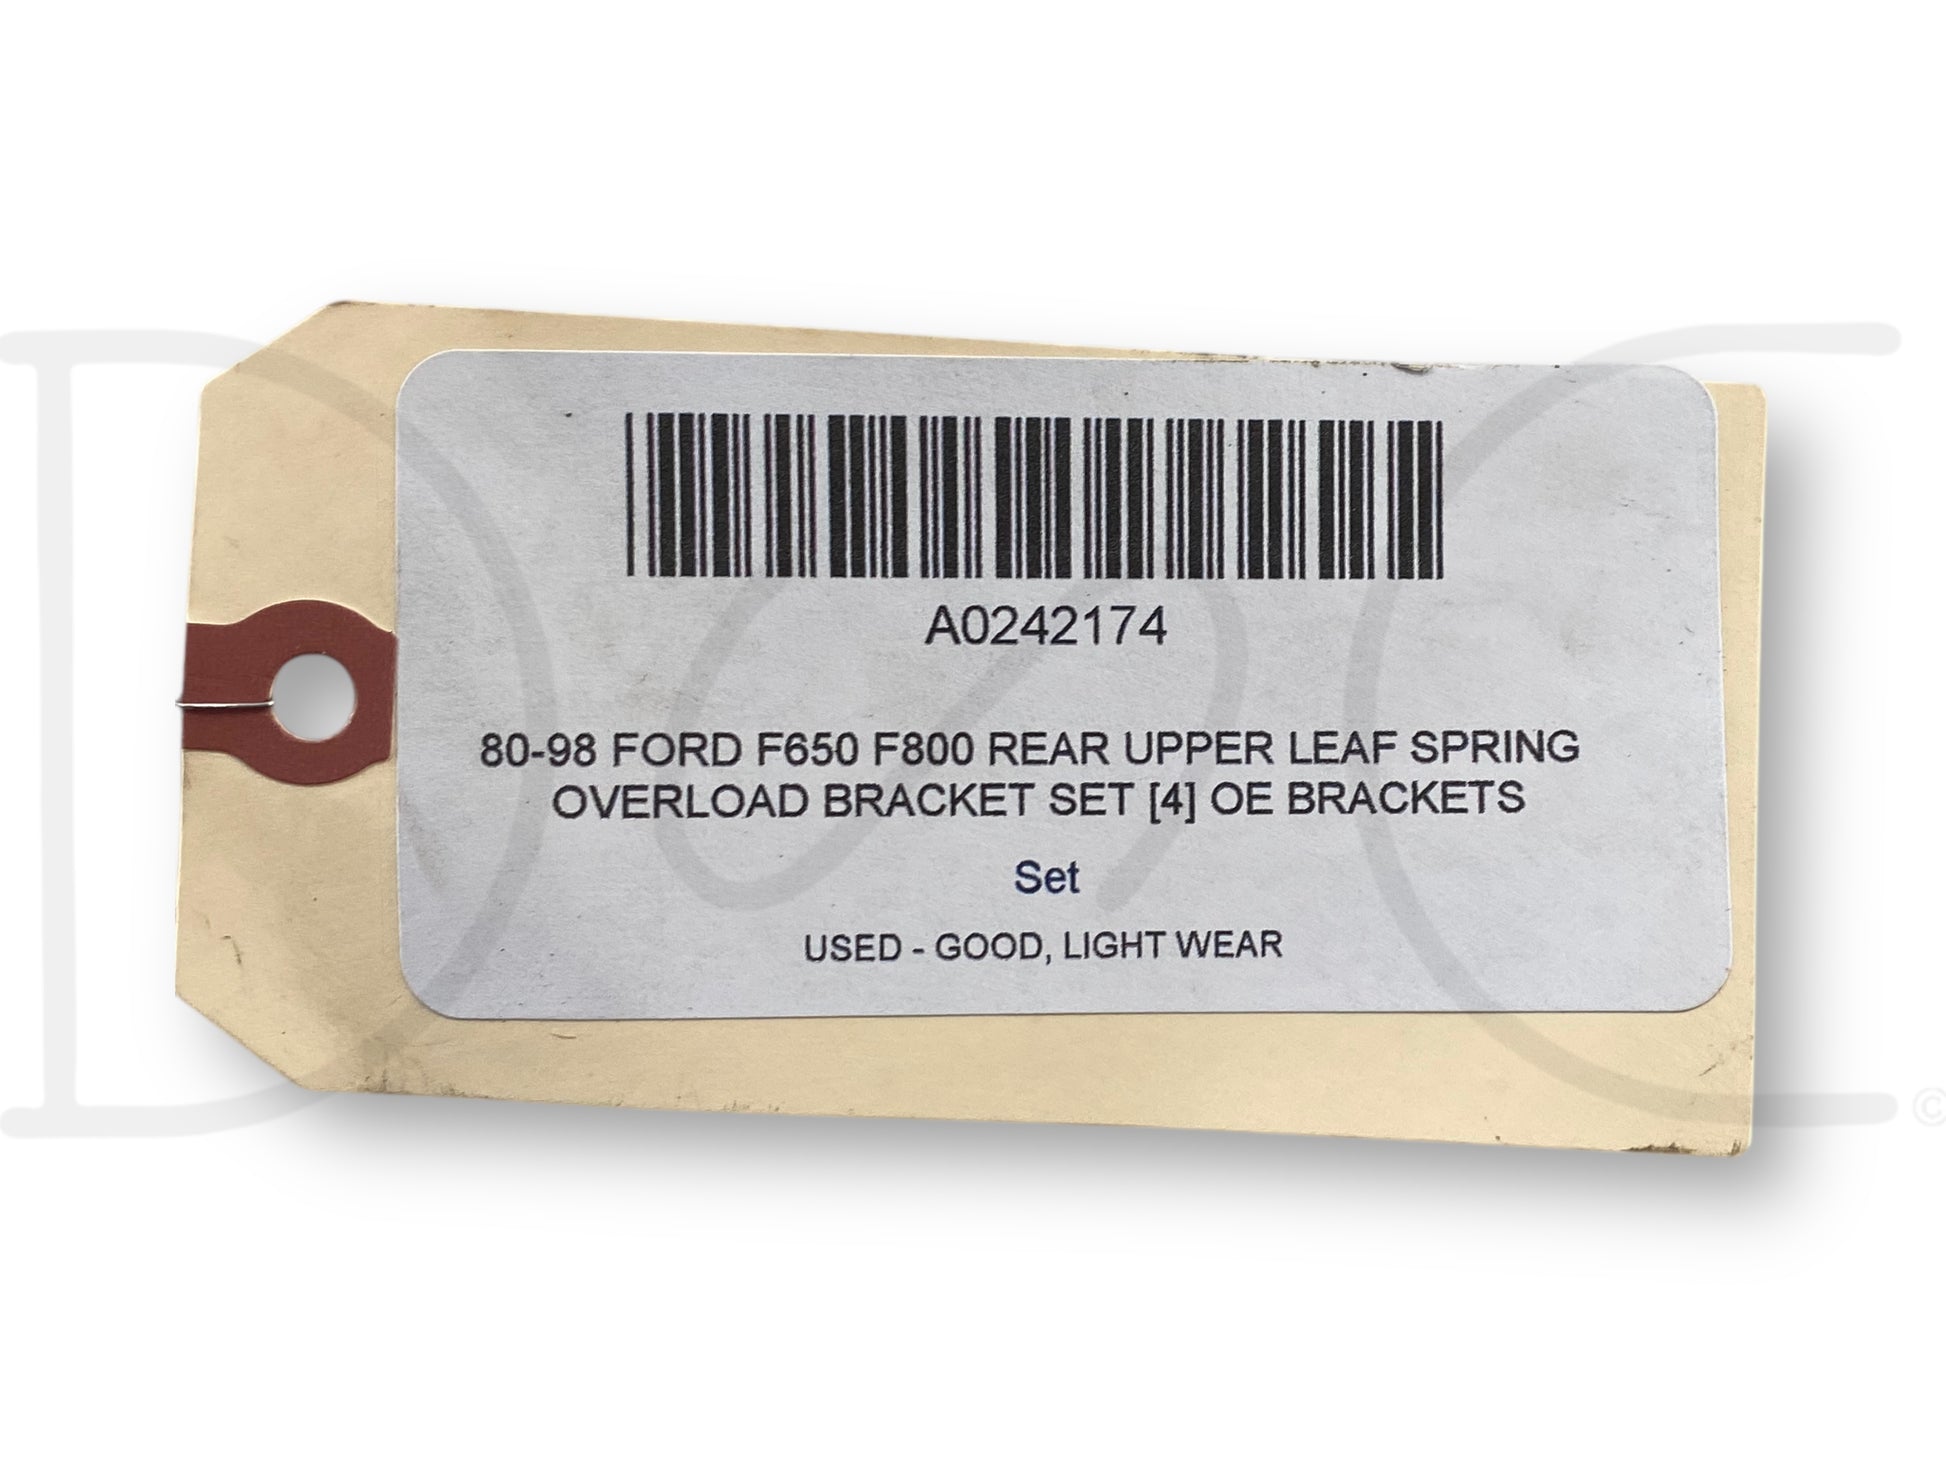 A0242174
80-98 FORD F650 F800 REAR UPPER LEAF SPRING
OVERLOAD BRACKET SET [4] OE BRACKETS
Set
USED - GOOD, LIGHT WEAR
D C
©